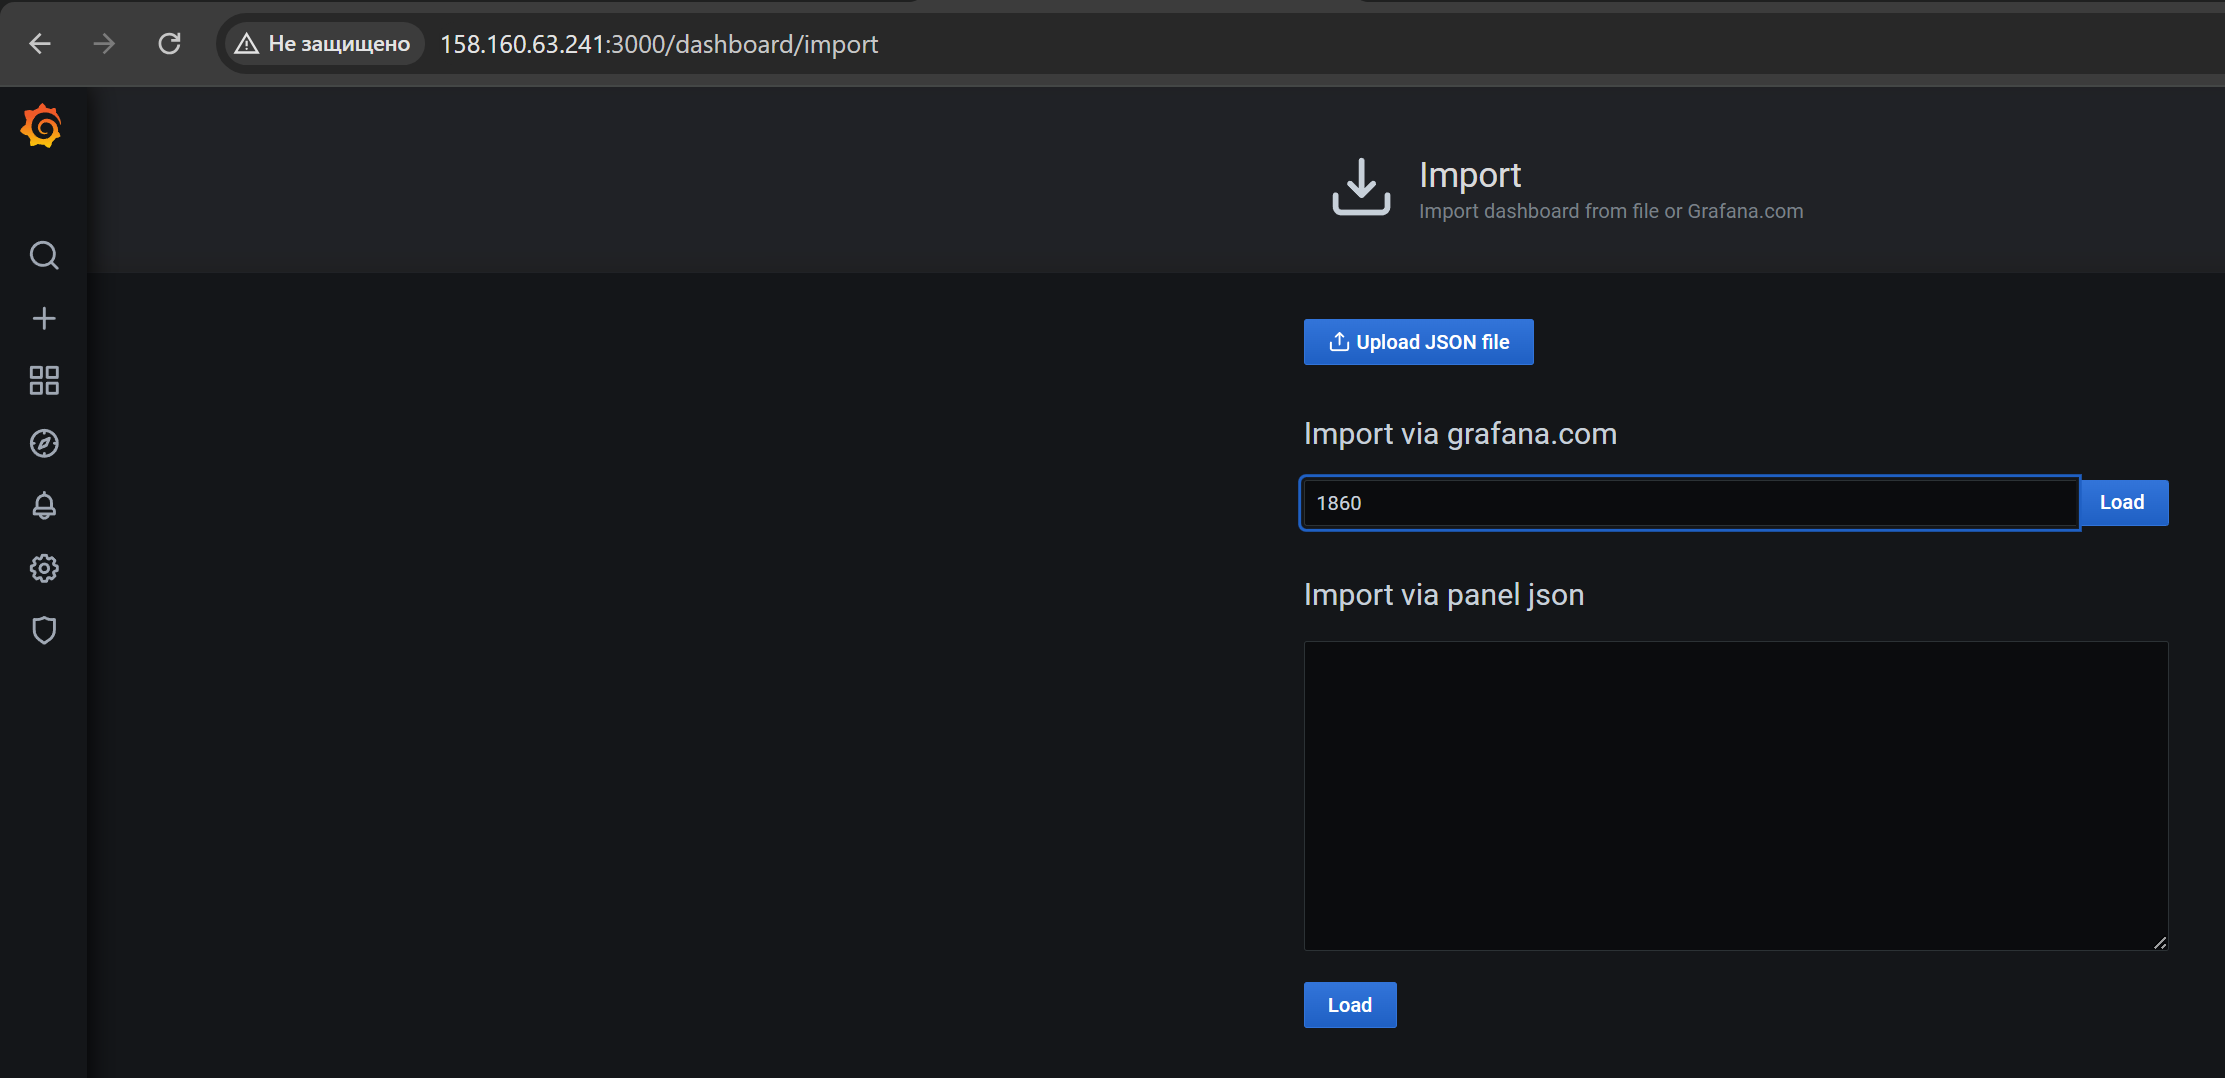 Не защищено
158.160.63.241:3000/dashboard/import
Import
Import dashboard from file or Grafana.com
Upload JSON file
Import via grafana.com
1860
Load
Import via panel json
Load